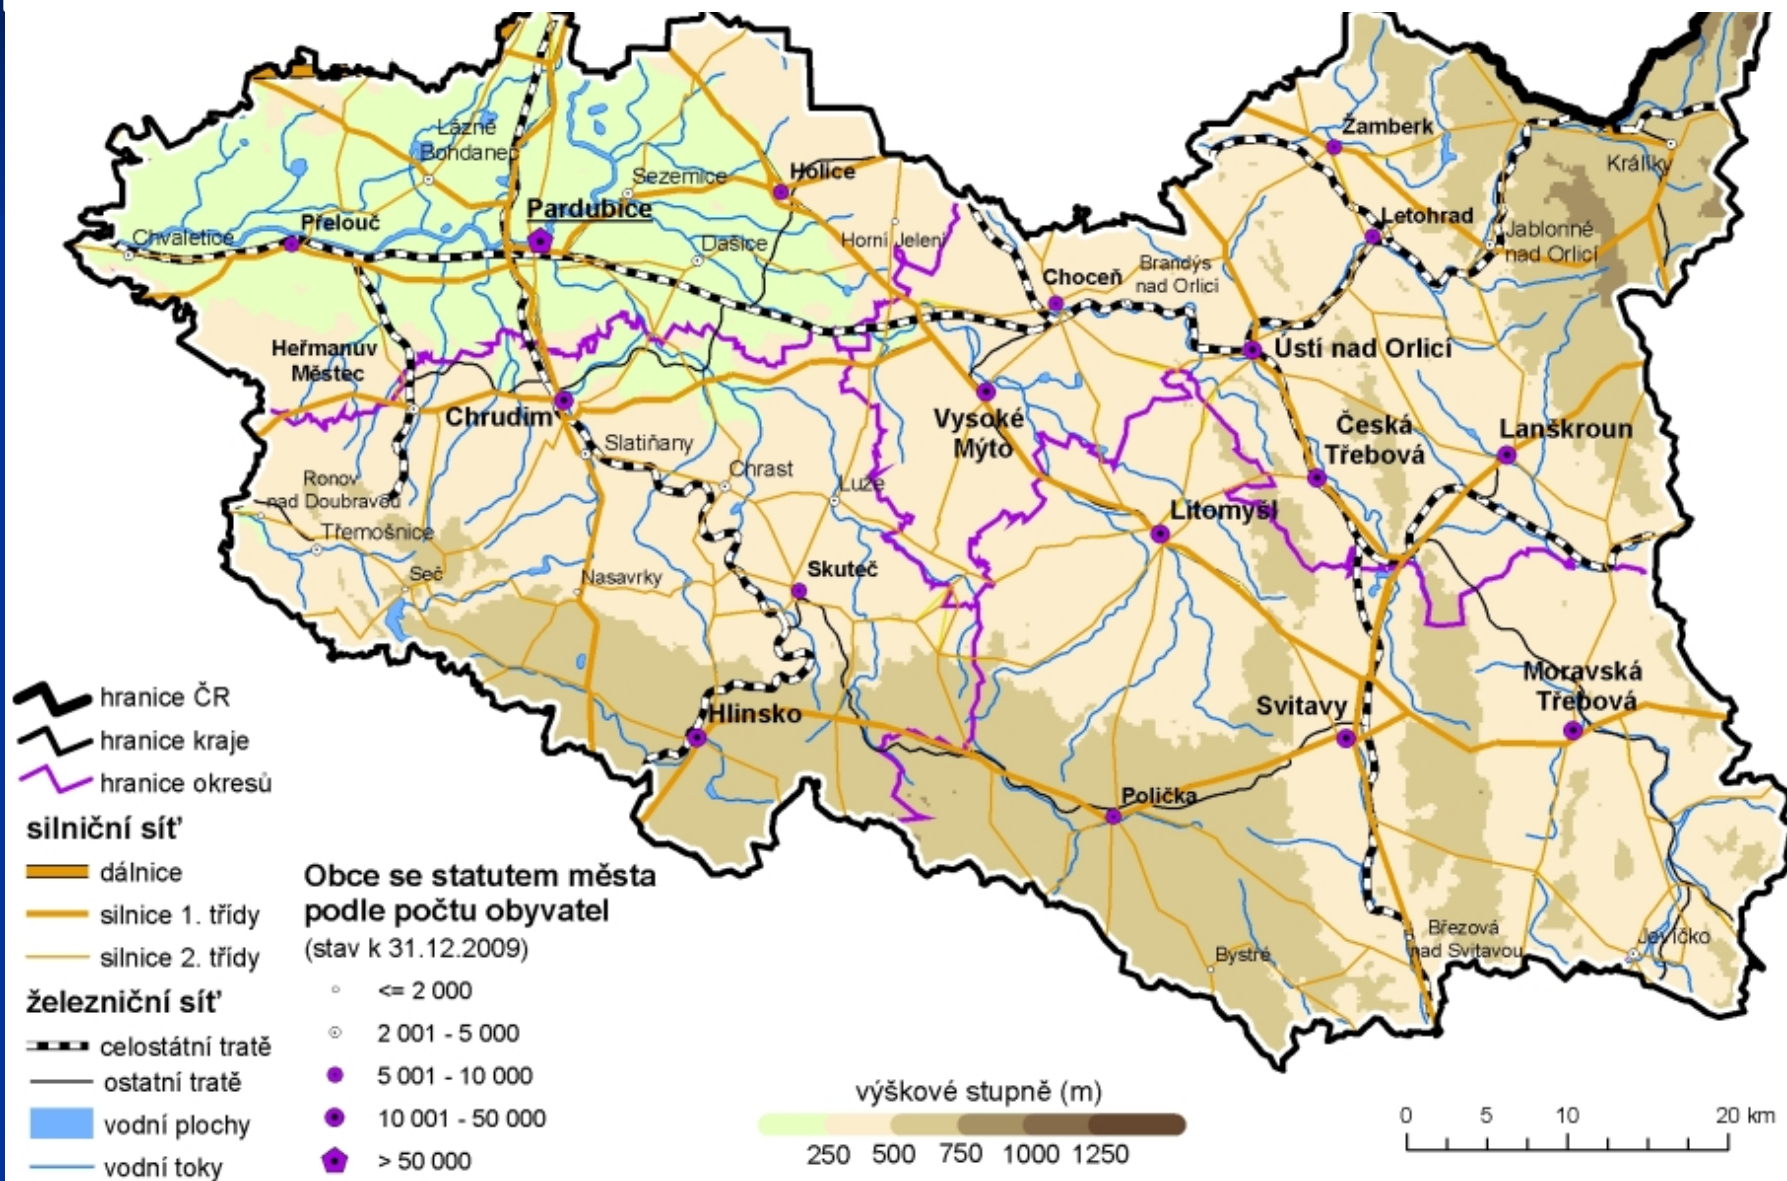 Lázně
Bohdaneč
Sezemice
Holice
Žamberk
Králíky
Přelouč
Pardubice
Letohrad
Chvaletice
Dašice
Horní Jelení
Jablonné
nad Orlicí
Choceň
Brandýs
nad Orlicí
Heřmanuv
Městec
Ústí nad Orlicí
Chrudim
Vysoké
Mýto
Česká
Třebová
Lanškroun
Slatiňany
Chrast
Luže
Ronov
nad Doubravou
Litomyšl
Třemošnice
Seč
Nasavrky
Skuteč
Moravská
Třebová
Hlinsko
Svitavy
Polička
Bystré
Březová
nad Svitavou
Jevíčko
hranice ČR
hranice kraje
hranice okresů
silniční síť
dálnice
silnice 1. třídy
silnice 2. třídy
železniční síť
celostátní tratě
ostatní tratě
vodní plochy
vodní toky
Obce se statutem města
podle počtu obyvatel
(stav k 31.12.2009)
<= 2 000
2 001 - 5 000
5 001 - 10 000
10 001 - 50 000
> 50 000
výškové stupně (m)
250 500 750 1000 1250
0 5 10 20 km